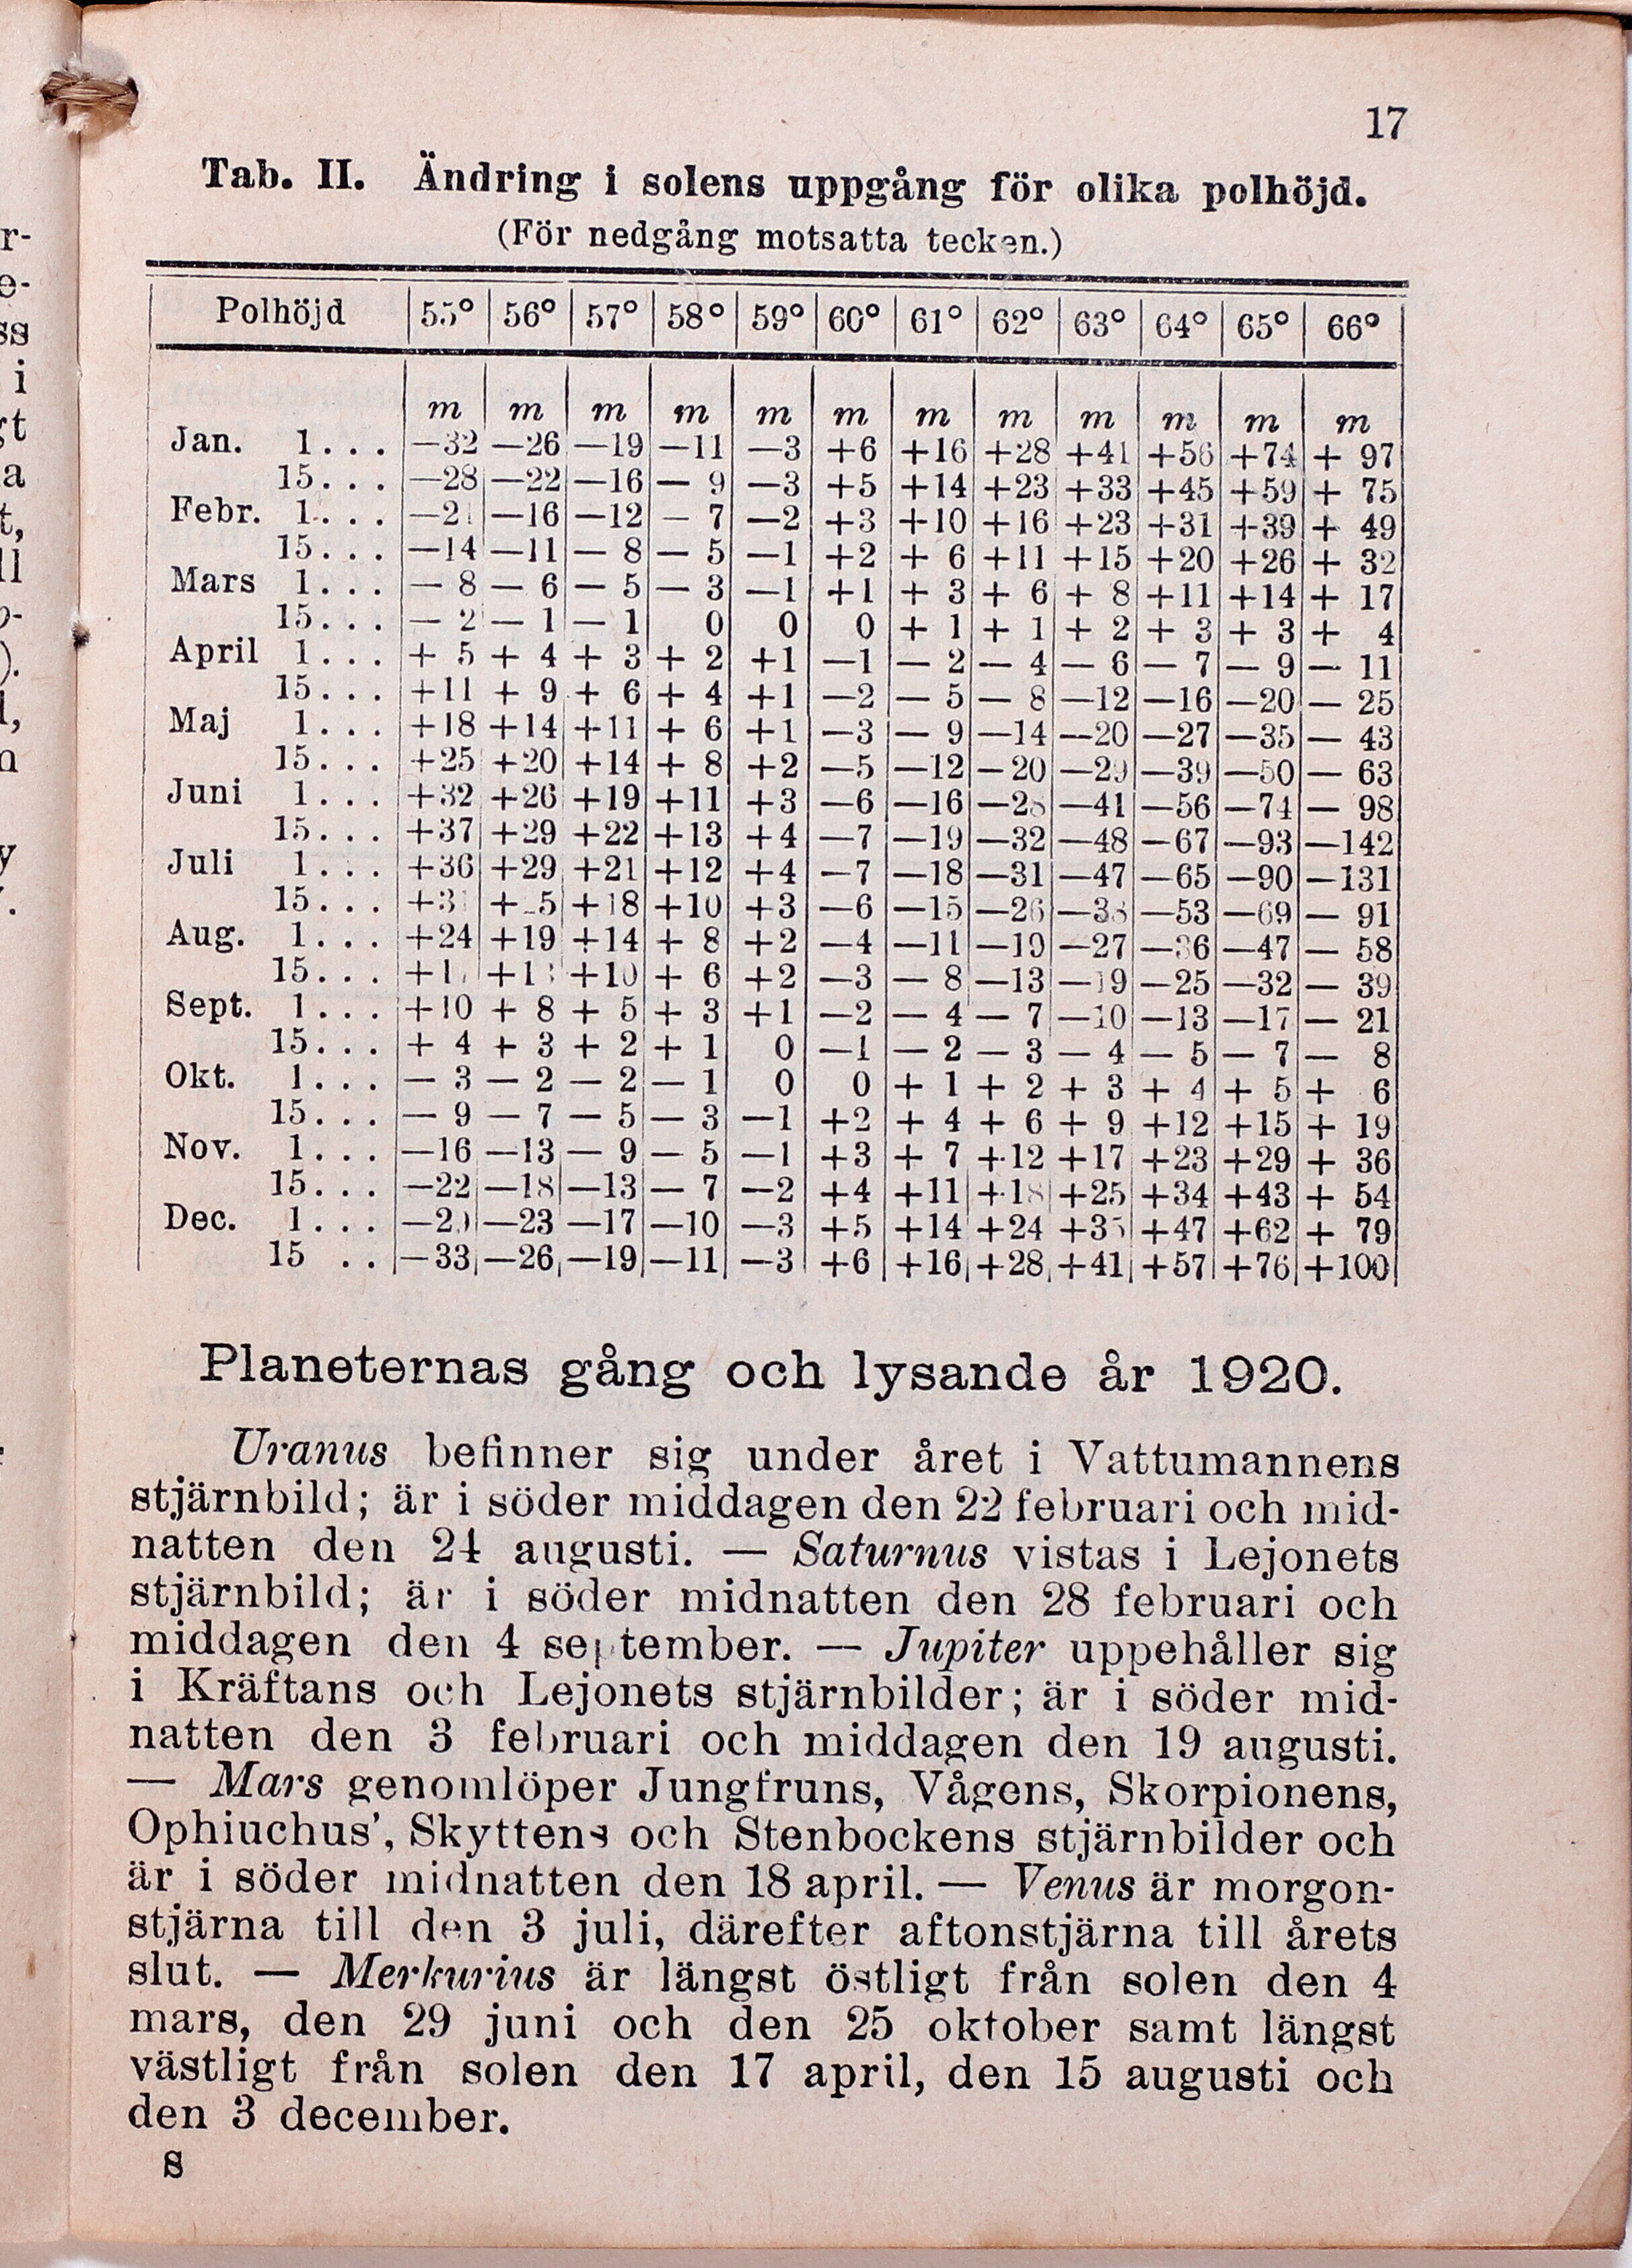 17
Tab. II. Ändring i solens uppgång för olika polhöjd.
(För nedgång motsatta tecken.)
Polhöjd 55° 56° 57° 58° 59° 60° 61° 62° 63° 64° 65° 66°
m m m m m m m m m m m m
Jan. 1... —32 —26 —19 —11 —3 +6 +16 +28 +41 +56 +74 + 97
15... —28 —22 —16 — 9 —3 +5 +14 +23 +33 +45 +59 + 75
Febr. 1... —16 —12 — 7 —2 +3 +10 +16 +23 +31 +39 + 49
15... —14 —11 — 8 — 5 —1 +2 + 6 +11 +15 +20 +26 + 32
Mars 1... — 8 — 6 — 5 — 3 —1 +1 + 3 + 6 + 8 +11 +14 + 17
15... — 2 — 1 — 1 0 0 0 + 1 + 1 + 2 + 3 + 3 + 4
April 1... + 5 + 4 + 3 + 2 +1 —1 — 2 — 4 — 6 — 7 — 9 — 11
15... +11 + 9 + 6 + 4 +1 —2 — 5 — 8 —12 —16 —20 — 25
Maj 1... +18 +14 +11 + 6 +1 —3 — 9 —14 —20 —27 —35 — 43
15... +25 +20 +14 + 8 +2 —5 —12 —20 —29 —39 —50 — 63
Juni 1... +32 +26 +19 +11 +3 —6 —16 —28 —41 —56 —74 — 98
15... +37 +29 +22 +13 +4 —7 —19 —32 —48 —67 —93 —142
Juli 1... +36 +29 +21 +12 +4 —7 —18 —31 —47 —65 —90 —131
15... +18 +10 +3 —6 —15 —26 —38 —53 —69 — 91
Aug. 1... +24 +19 +14 + 8 +2 —4 —11 —19 —27 —36 —47 — 58
15... +10 + 6 +2 —3 — 8 —13 —19 —25 —32 — 39
Sept. 1... +10 + 8 + 5 + 3 +1 —2 — 4 — 7 —10 —13 —17 — 21
15... + 4 + 3 + 2 + 1 0 —1 — 2 — 3 — 4 — 5 — 7 — 8
Okt. 1... — 3 — 2 — 2 — 1 0 0 + 1 + 2 + 3 + 4 + 5 + 6
15... — 9 — 7 — 5 — 3 —1 +2 + 4 + 6 + 9 +12 +15 + 19
Nov. 1... —16 —13 — 9 — 5 —1 +3 + 7 +12 +17 +23 +29 + 36
15... —22 —18 —13 — 7 —2 +4 +11 +18 +25 +34 +43 + 54
Dec. 1... —29 —23 —17 —10 —3 +5 +14 +24 +35 +47 +62 + 79
15 .. —33 —26 —19 —11 —3 +6 +16 +28 +41 +57 +76 +100
Planeternas gång och lysande år 1920.
Uranus befinner sig under året i Vattumannens
stjärnbild; är i söder middagen den 22 februari och mid-
natten den 24 augusti. — Saturnus vistas i Lejonets
stjärnbild; är i söder midnatten den 28 februari och
middagen den 4 september. — Jupiter uppehåller sig
i Kräftans och Lejonets stjärnbilder; är i söder mid-
natten den 3 februari och middagen den 19 augusti.
— Mars genomlöper Jungfruns, Vågens, Skorpionens,
Ophiuchus', Skyttens och Stenbockens stjärnbilder och
är i söder midnatten den 18 april. — Venus är morgon-
stjärna till den 3 juli, därefter aftonstjärna till årets
slut. — Merkurius är längst östligt från solen den 4
mars, den 29 juni och den 25 oktober samt längst
västligt från solen den 17 april, den 15 augusti och
den 3 december.
S